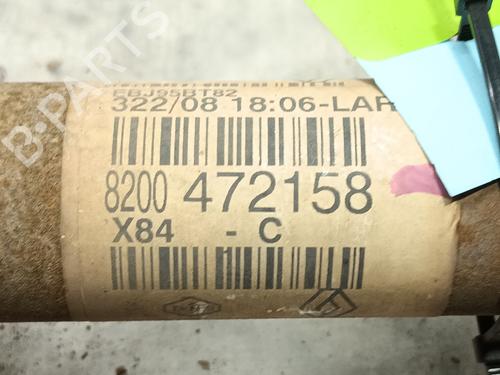 EBJ95BT82
322/08 18:06-LAR
8200 472158
X84 - C
B-PARTS